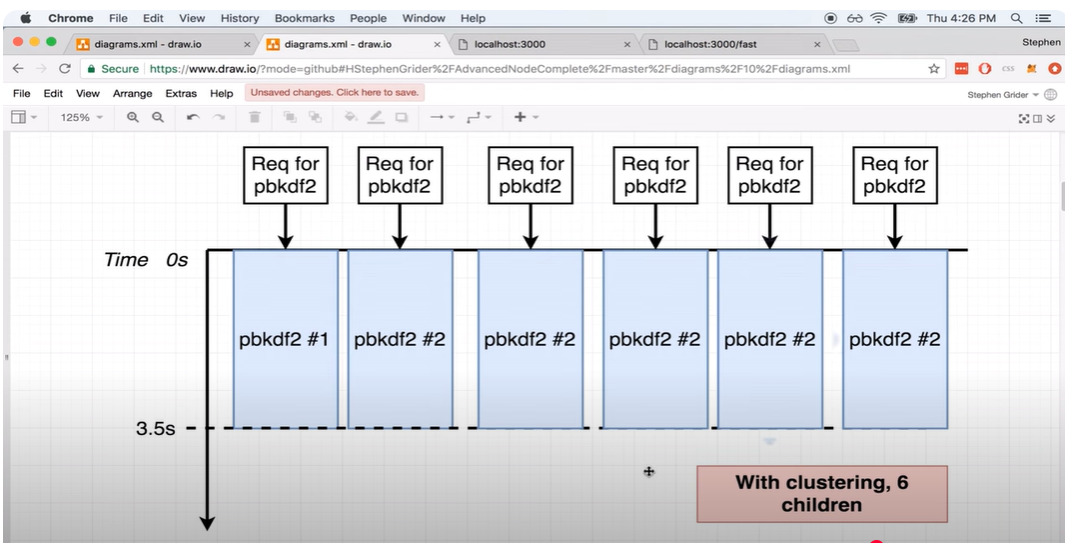 Chrome File Edit View History Bookmarks People Window Help Thu 4:26 PM
diagrams.xml - draw.io × diagrams.xml - draw.io × localhost:3000 × localhost:3000/fast × Stephen
Secure https://www.draw.io/?mode=github#HStephenGrider%2FAdvancedNodeComplete%2Fmaster%2Fdiagrams%2F10%2Fdiagrams.xml CSS
File Edit View Arrange Extras Help Unsaved changes. Click here to save. Stephen Grider
125%
Req for Req for Req for Req for Req for Req for
pbkdf2 pbkdf2 pbkdf2 pbkdf2 pbkdf2 pbkdf2
Time 0s
pbkdf2 #1 pbkdf2 #2 pbkdf2 #2 pbkdf2 #2 pbkdf2 #2 pbkdf2 #2
3.5s
With clustering, 6
children